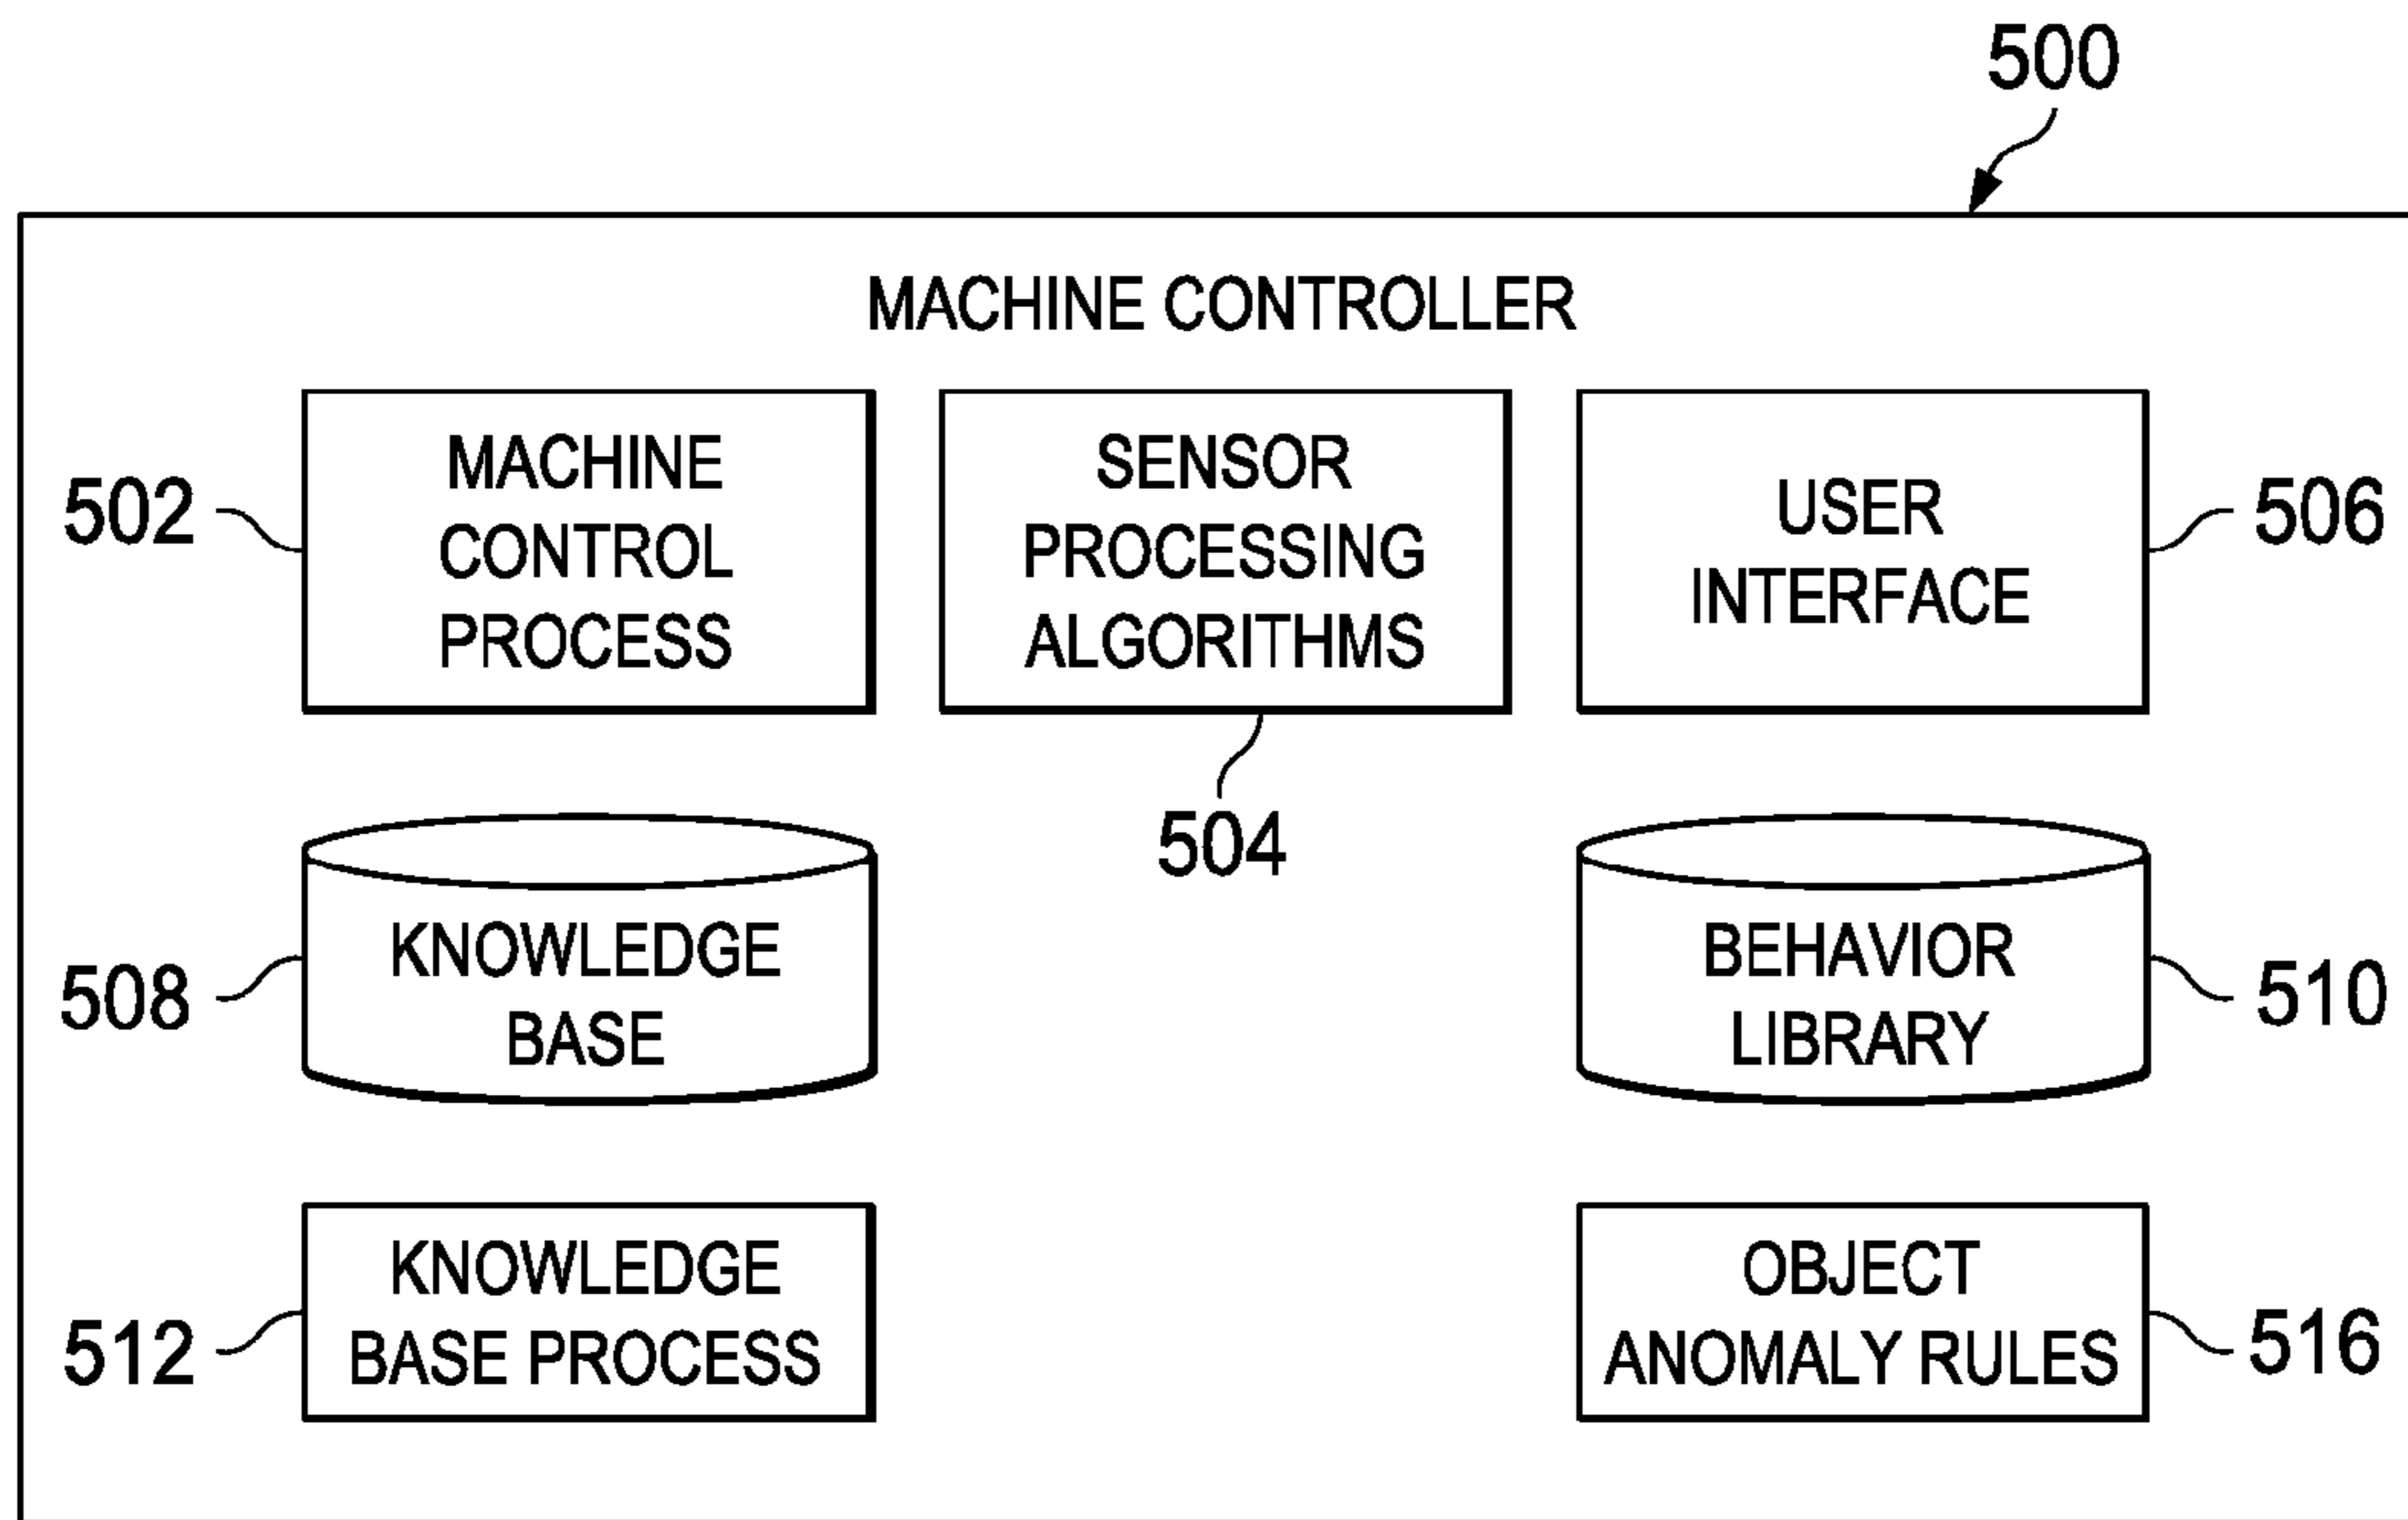 500
MACHINE CONTROLLER
502
MACHINE
CONTROL
PROCESS
SENSOR
PROCESSING
ALGORITHMS
504
USER
INTERFACE
506
508
KNOWLEDGE
BASE
BEHAVIOR
LIBRARY
510
512
KNOWLEDGE
BASE PROCESS
OBJECT
ANOMALY RULES
516